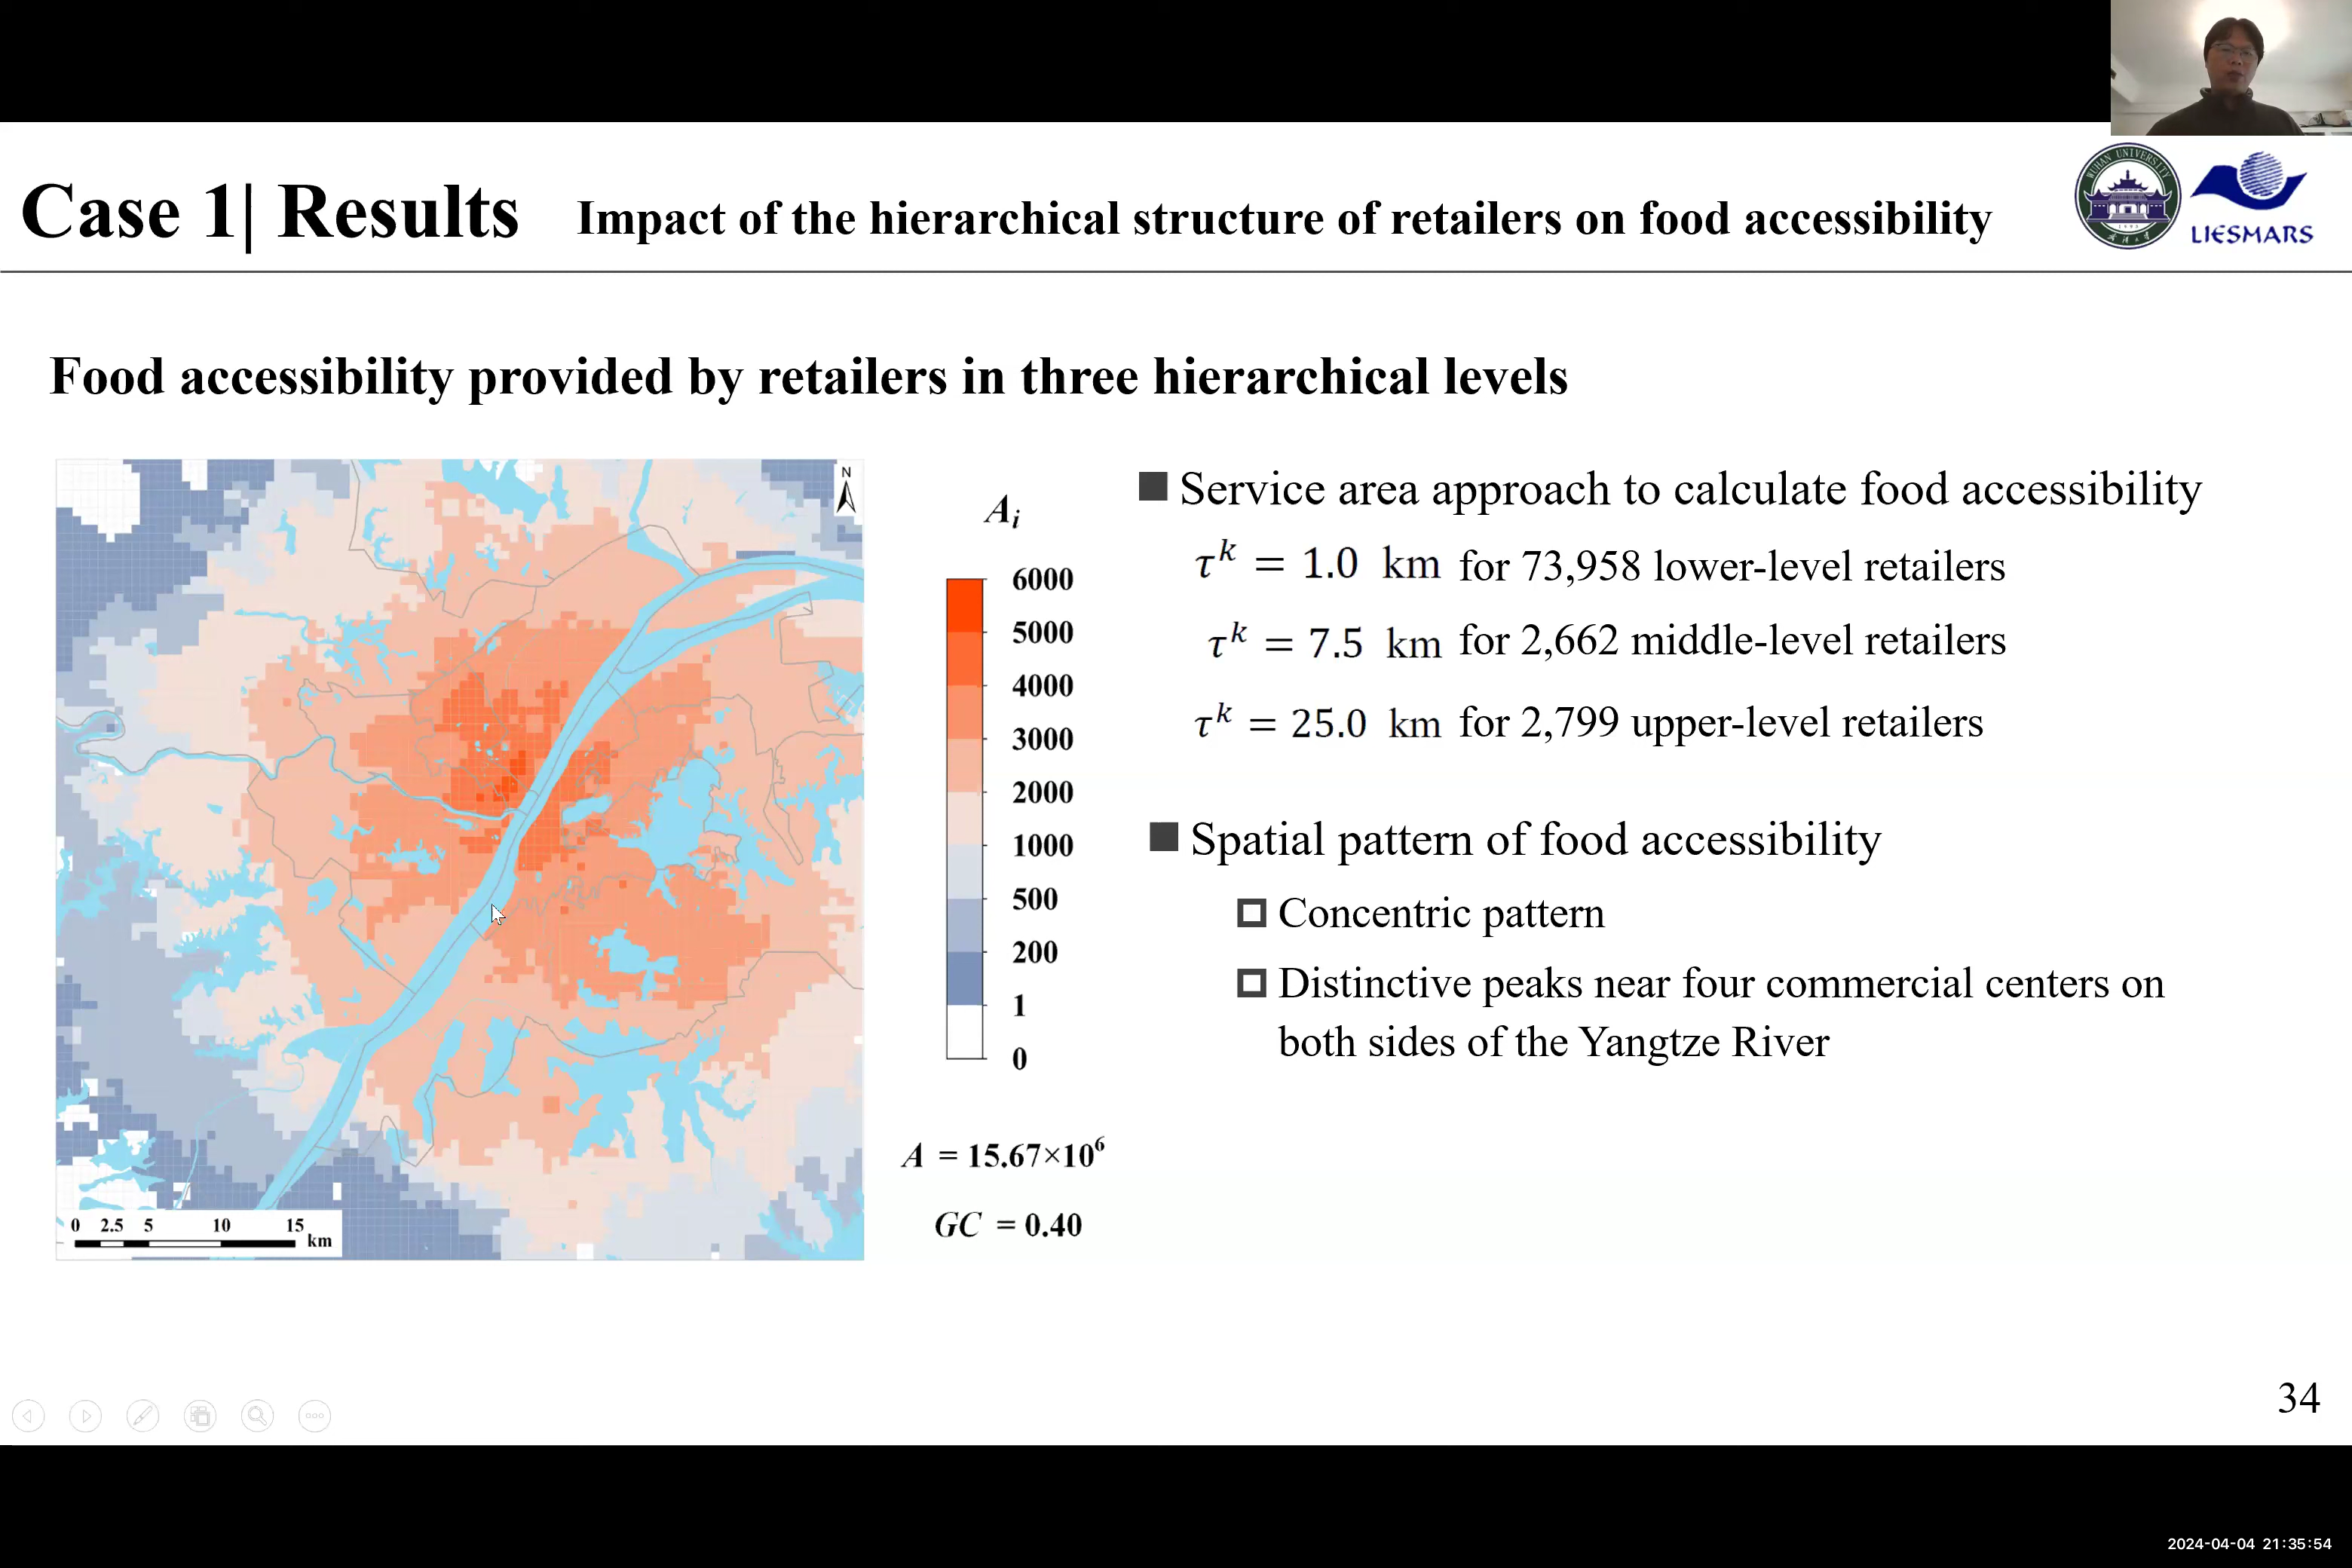 WUHAN UNIVERSITY
LIESMARS
Case 1| Results Impact of the hierarchical structure of retailers on food accessibility
Food accessibility provided by retailers in three hierarchical levels
N
A_i
6000
5000
4000
3000
2000
1000
500
200
1
0
A = 15.67×10^6
GC = 0.40
0 2.5 5 10 15 km
■ Service area approach to calculate food accessibility
τ^k = 1.0 km for 73,958 lower-level retailers
τ^k = 7.5 km for 2,662 middle-level retailers
τ^k = 25.0 km for 2,799 upper-level retailers
■ Spatial pattern of food accessibility
Concentric pattern
Distinctive peaks near four commercial centers on
both sides of the Yangtze River
34
2024-04-04 21:35:54